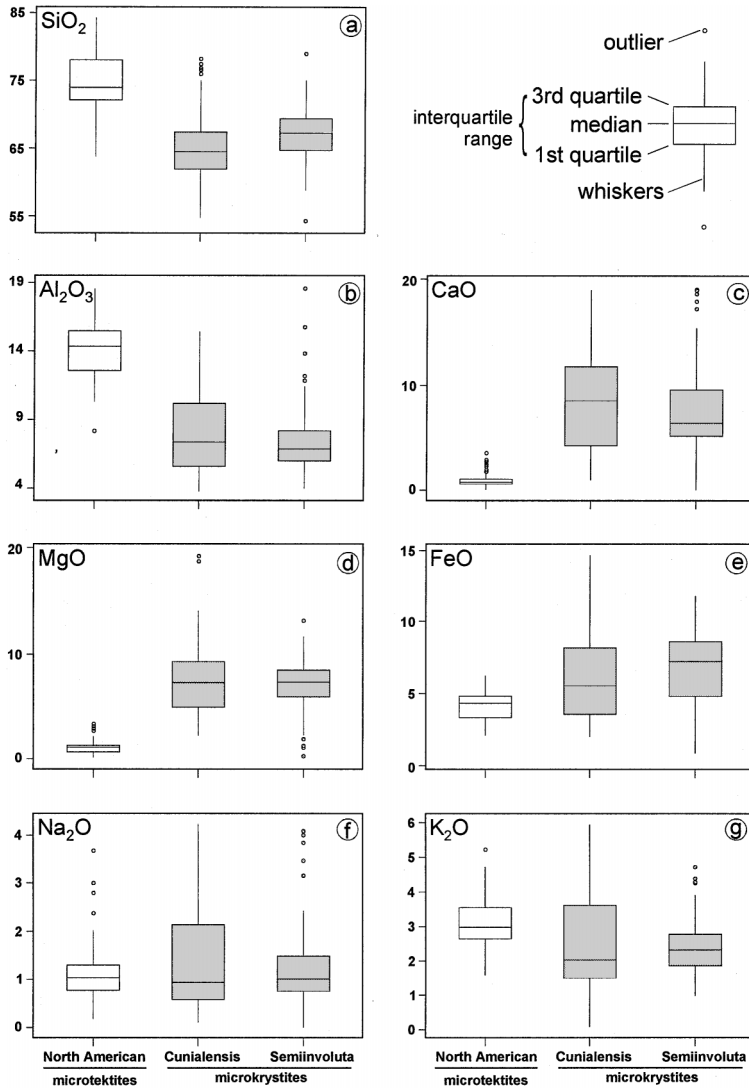 SiO₂
ⓐ
85
75
65
55
outlier
3rd quartile
interquartile range
median
1st quartile
whiskers
Al₂O₃
ⓑ
19
14
9
4
CaO
ⓒ
20
10
0
MgO
ⓓ
20
10
0
FeO
ⓔ
15
10
5
0
Na₂O
ⓕ
4
3
2
1
0
K₂O
ⓖ
6
5
4
3
2
1
0
North American Cunialensis Semiinvoluta
microtektites microkrystites
North American Cunialensis Semiinvoluta
microtektites microkrystites